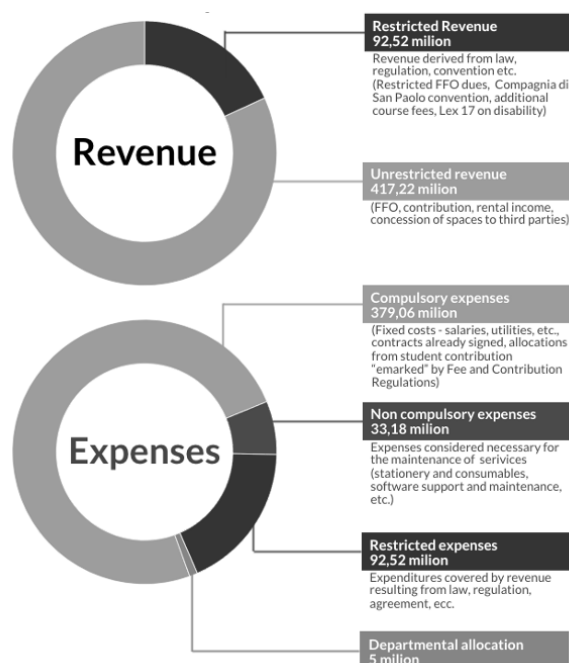 Revenue
Restricted Revenue
92,52 milion
Revenue derived from law,
regulation, convention etc.
(Restricted FFO dues, Compagnia di
San Paolo convention, additional
course fees, Lex 17 on disability)
Unrestricted revenue
417,22 milion
(FFO, contribution, rental income,
concession of spaces to third parties)
Expenses
Compulsory expenses
379,06 milion
(Fixed costs - salaries, utilities, etc.,
contracts already signed, allocations
from student contribution
"emarked" by Fee and Contribution
Regulations)
Non compulsory expenses
33,18 milion
Expenses considered necessary for
the maintenance of serivices
(stationery and consumables,
software support and maintenance,
etc.)
Restricted expenses
92,52 milion
Expenditures covered by revenue
resulting from law, regulation,
agreement, ecc.
Departmental allocation
5 milion